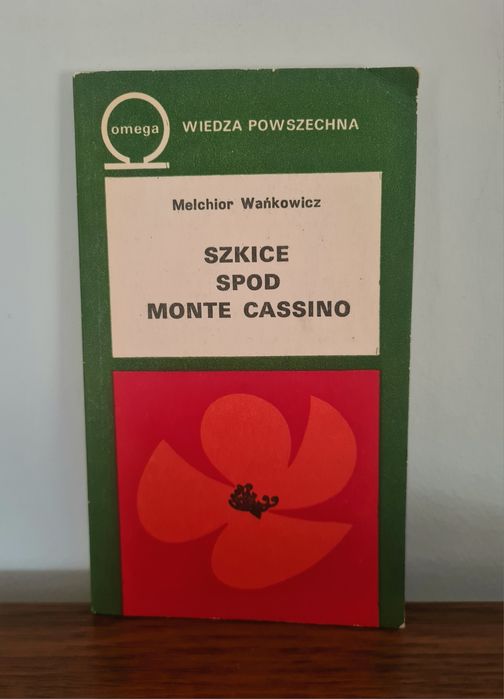 omega
WIEDZA POWSZECHNA
Melchior Wańkowicz
SZKICE
SPOD
MONTE CASSINO